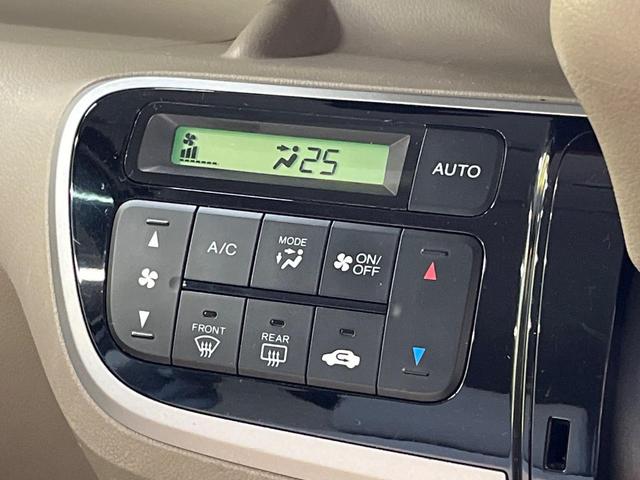 25
AUTO
A/C
MODE
ON/
OFF
FRONT
REAR